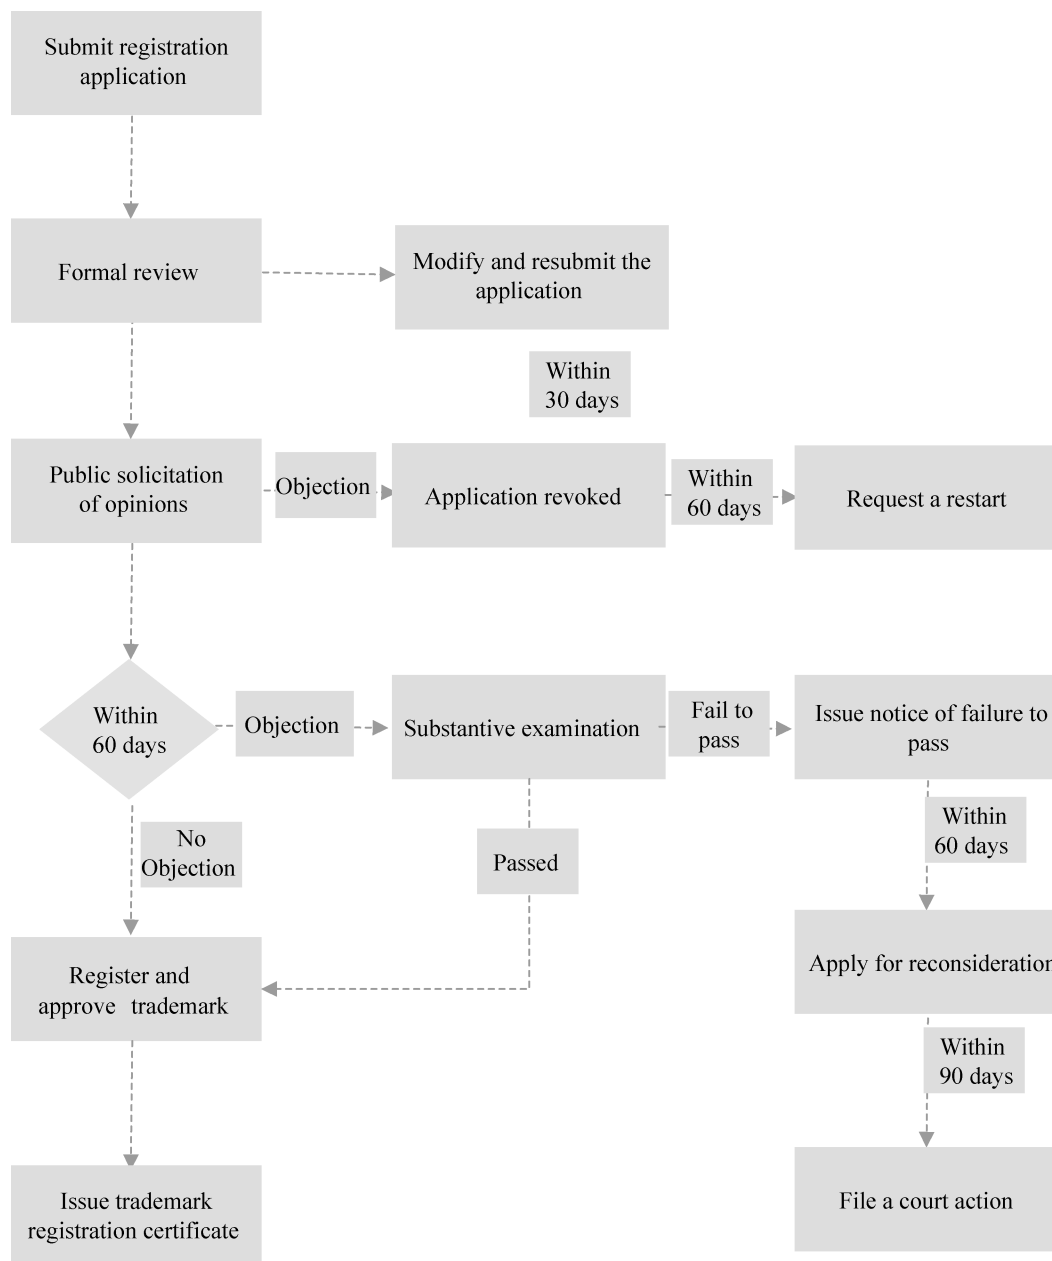 Submit registration
application
Formal review
Modify and resubmit the
application
Within
30 days
Public solicitation
of opinions
Objection
Application revoked
Within
60 days
Request a restart
Within
60 days
Objection
Substantive examination
Fail to
pass
Issue notice of failure to
pass
No
Objection
Passed
Within
60 days
Register and
approve trademark
Apply for reconsideration
Within
90 days
Issue trademark
registration certificate
File a court action